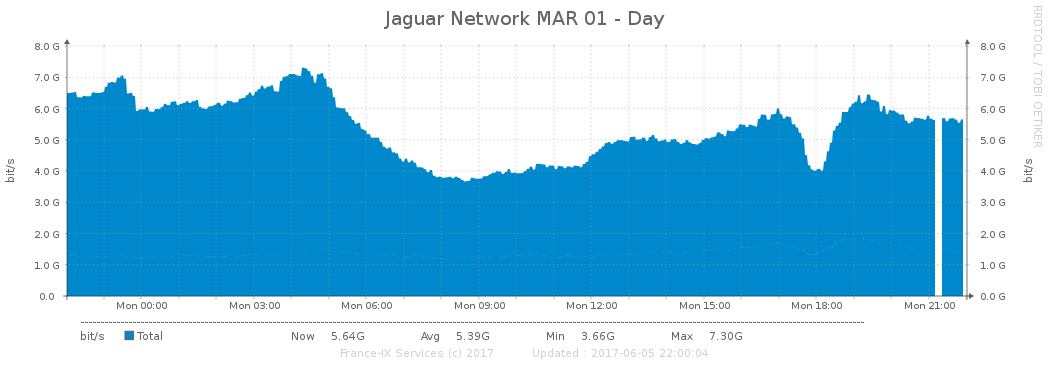 Jaguar Network MAR 01 - Day
RRDTOOL / TOBI OETIKER
8.0 G 8.0 G
7.0 G 7.0 G
6.0 G 6.0 G
5.0 G 5.0 G
4.0 G 4.0 G
3.0 G 3.0 G
2.0 G 2.0 G
1.0 G 1.0 G
0.0 0.0 G
bit/s
bit/s
Mon 00:00 Mon 03:00 Mon 06:00 Mon 09:00 Mon 12:00 Mon 15:00 Mon 18:00 Mon 21:00
bit/s Total Now 5.64G Avg 5.39G Min 3.66G Max 7.30G
France-IX Services (c) 2017 Updated : 2017-06-05 22:00:04